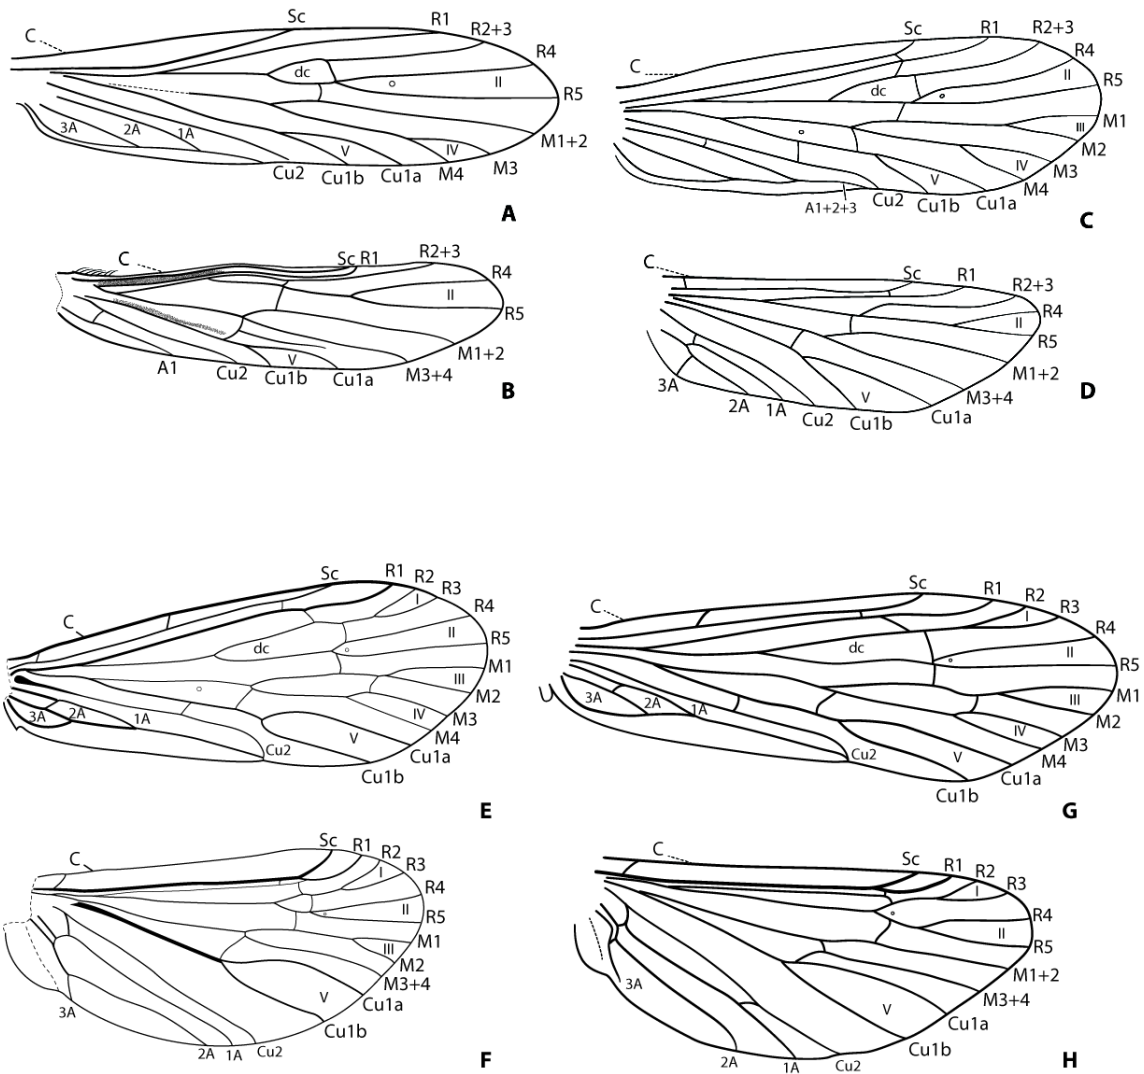 Sc
R1
R2+3
R4
R5
M1+2
M3
M4
Cu1a
Cu1b
Cu2
C
dc
II
IV
V
3A
2A
1A
A
Sc
R1
R2+3
R4
R5
M1
M2
M3
M4
Cu1a
Cu1b
Cu2
A1+2+3
C
dc
II
III
IV
V
C
C
Sc
R1
R2+3
R4
R5
M1+2
M3+4
Cu1a
Cu1b
Cu2
A1
II
V
B
C
Sc
R1
R2+3
R4
R5
M1+2
M3+4
Cu1a
Cu1b
Cu2
1A
2A
3A
II
V
D
C
Sc
R1
R2
R3
R4
R5
M1
M2
M3
M4
Cu1a
Cu1b
Cu2
dc
I
II
III
IV
V
3A
2A
1A
E
C
Sc
R1
R2
R3
R4
R5
M1
M2
M3
M4
Cu1a
Cu1b
Cu2
dc
I
II
III
IV
V
3A
2A
1A
G
C
Sc
R1
R2
R3
R4
R5
M1
M2
M3+4
Cu1a
Cu1b
Cu2
1A
2A
3A
I
II
III
V
F
C
Sc
R1
R2
R3
R4
R5
M1+2
M3+4
Cu1a
Cu1b
Cu2
1A
2A
3A
I
II
V
H